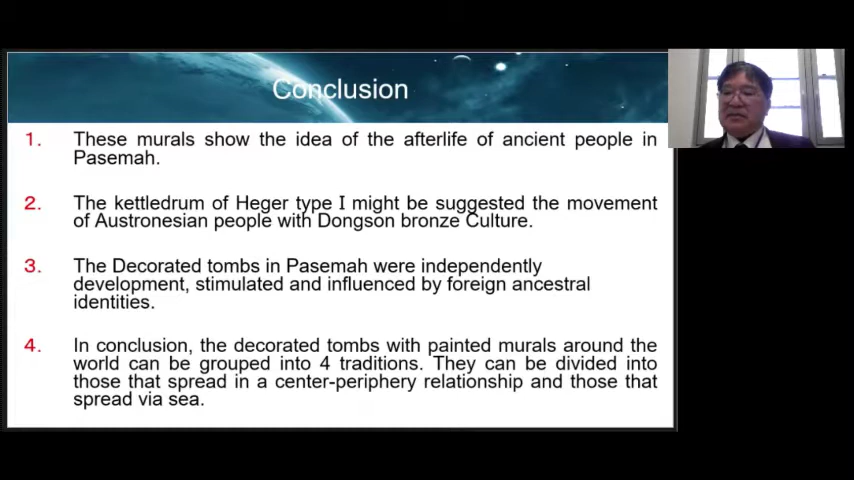 Conclusion
1. These murals show the idea of the afterlife of ancient people in
Pasemah.
2. The kettledrum of Heger type I might be suggested the movement
of Austronesian people with Dongson bronze Culture.
3. The Decorated tombs in Pasemah were independently
development, stimulated and influenced by foreign ancestral
identities.
4. In conclusion, the decorated tombs with painted murals around the
world can be grouped into 4 traditions. They can be divided into
those that spread in a center-periphery relationship and those that
spread via sea.